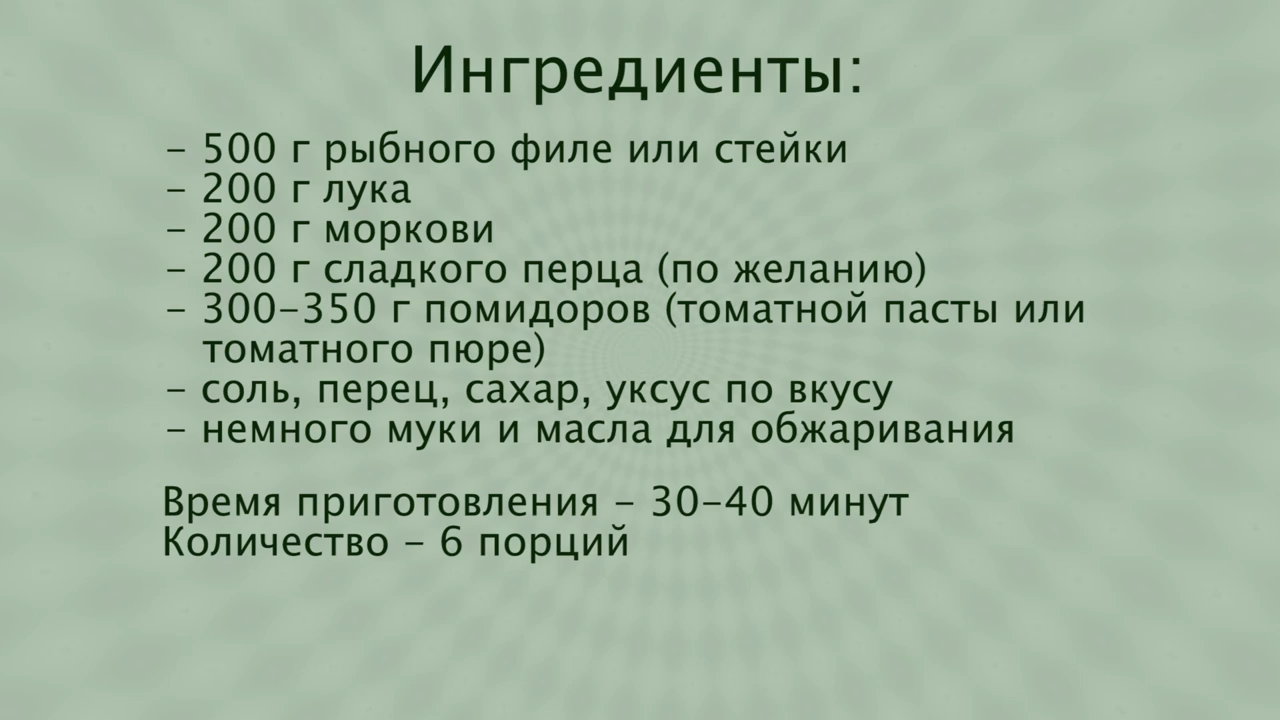 Ингредиенты:
– 500 г рыбного филе или стейки
– 200 г лука
– 200 г моркови
– 200 г сладкого перца (по желанию)
– 300–350 г помидоров (томатной пасты или
томатного пюре)
– соль, перец, сахар, уксус по вкусу
– немного муки и масла для обжаривания
Время приготовления – 30–40 минут
Количество – 6 порций